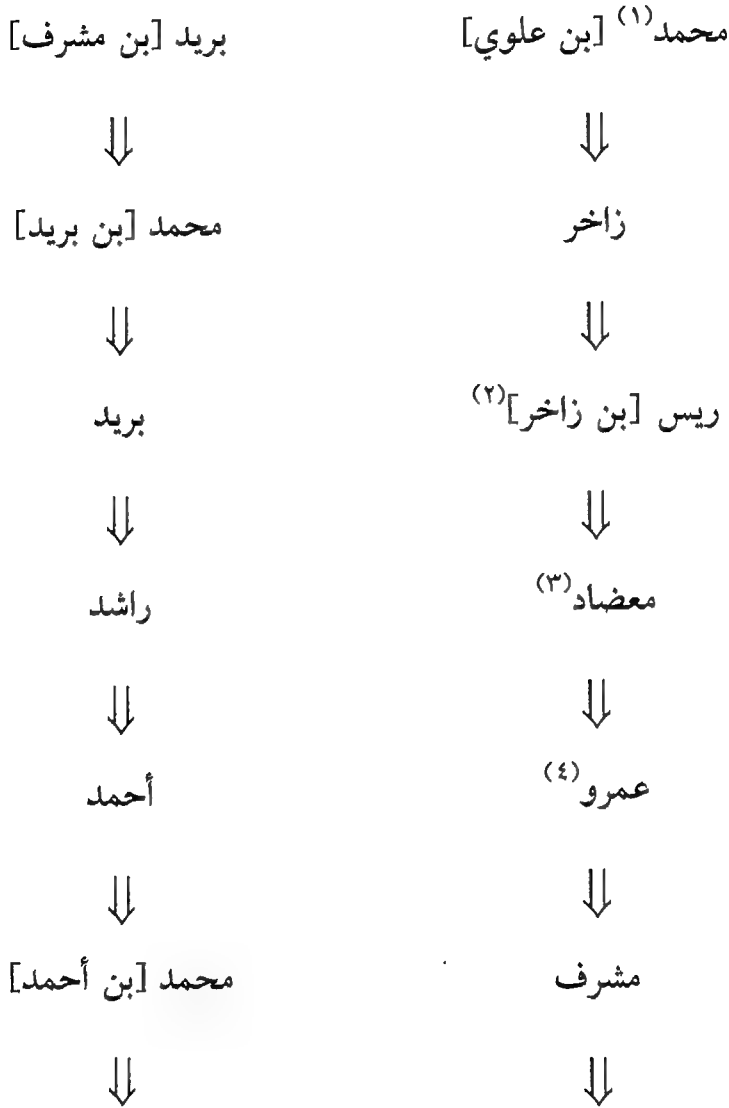 محمد(١) [بن علوي]
⇓
زاخر
⇓
ريس [بن زاخر](٢)
⇓
معضاد(٣)
⇓
عمرو(٤)
⇓
مشرف
⇓
بريد [بن مشرف]
⇓
محمد [بن بريد]
⇓
بريد
⇓
راشد
⇓
أحمد
⇓
محمد [بن أحمد]
⇓